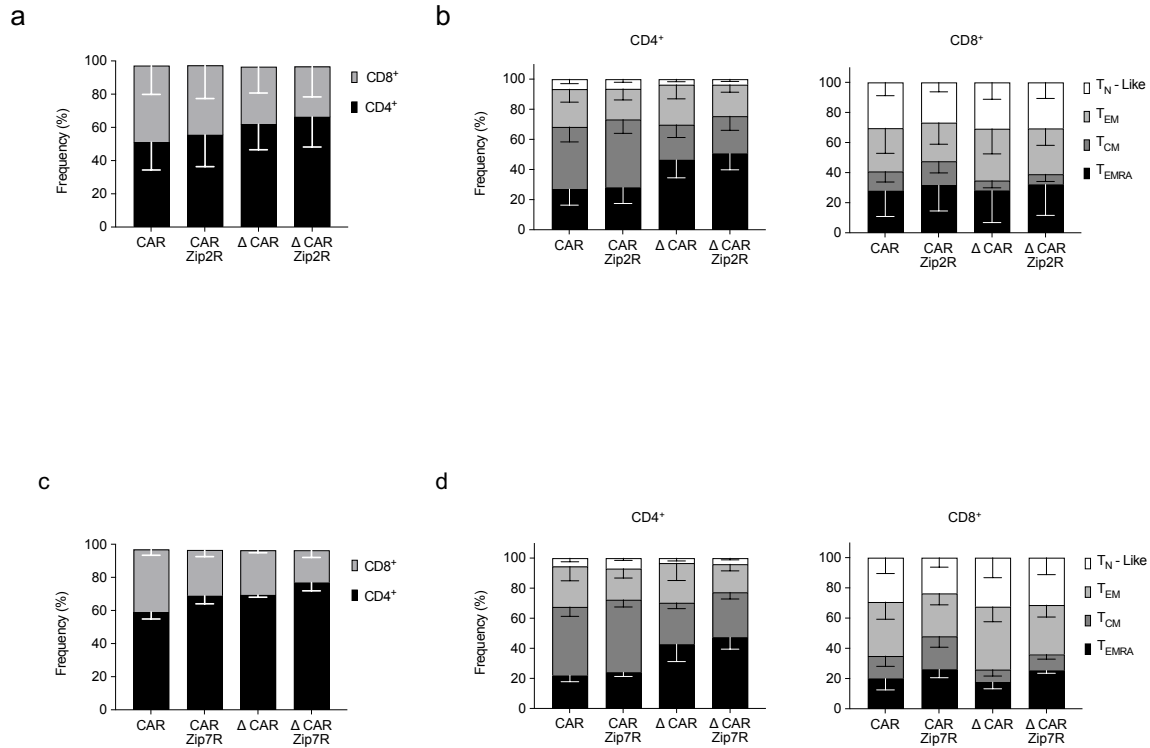 a
b
CD4⁺
CD8⁺
100
80
60
40
20
0
Frequency (%)
CAR
CAR Zip2R
Δ CAR
Δ CAR Zip2R
CD8⁺
CD4⁺
100
80
60
40
20
0
Frequency (%)
CAR
CAR Zip2R
Δ CAR
Δ CAR Zip2R
100
80
60
40
20
0
CAR
CAR Zip2R
Δ CAR
Δ CAR Zip2R
T_N - Like
T_EM
T_CM
T_EMRA
c
d
CD4⁺
CD8⁺
100
80
60
40
20
0
Frequency (%)
CAR
CAR Zip7R
Δ CAR
Δ CAR Zip7R
CD8⁺
CD4⁺
100
80
60
40
20
0
Frequency (%)
CAR
CAR Zip7R
Δ CAR
Δ CAR Zip7R
100
80
60
40
20
0
CAR
CAR Zip7R
Δ CAR
Δ CAR Zip7R
T_N - Like
T_EM
T_CM
T_EMRA